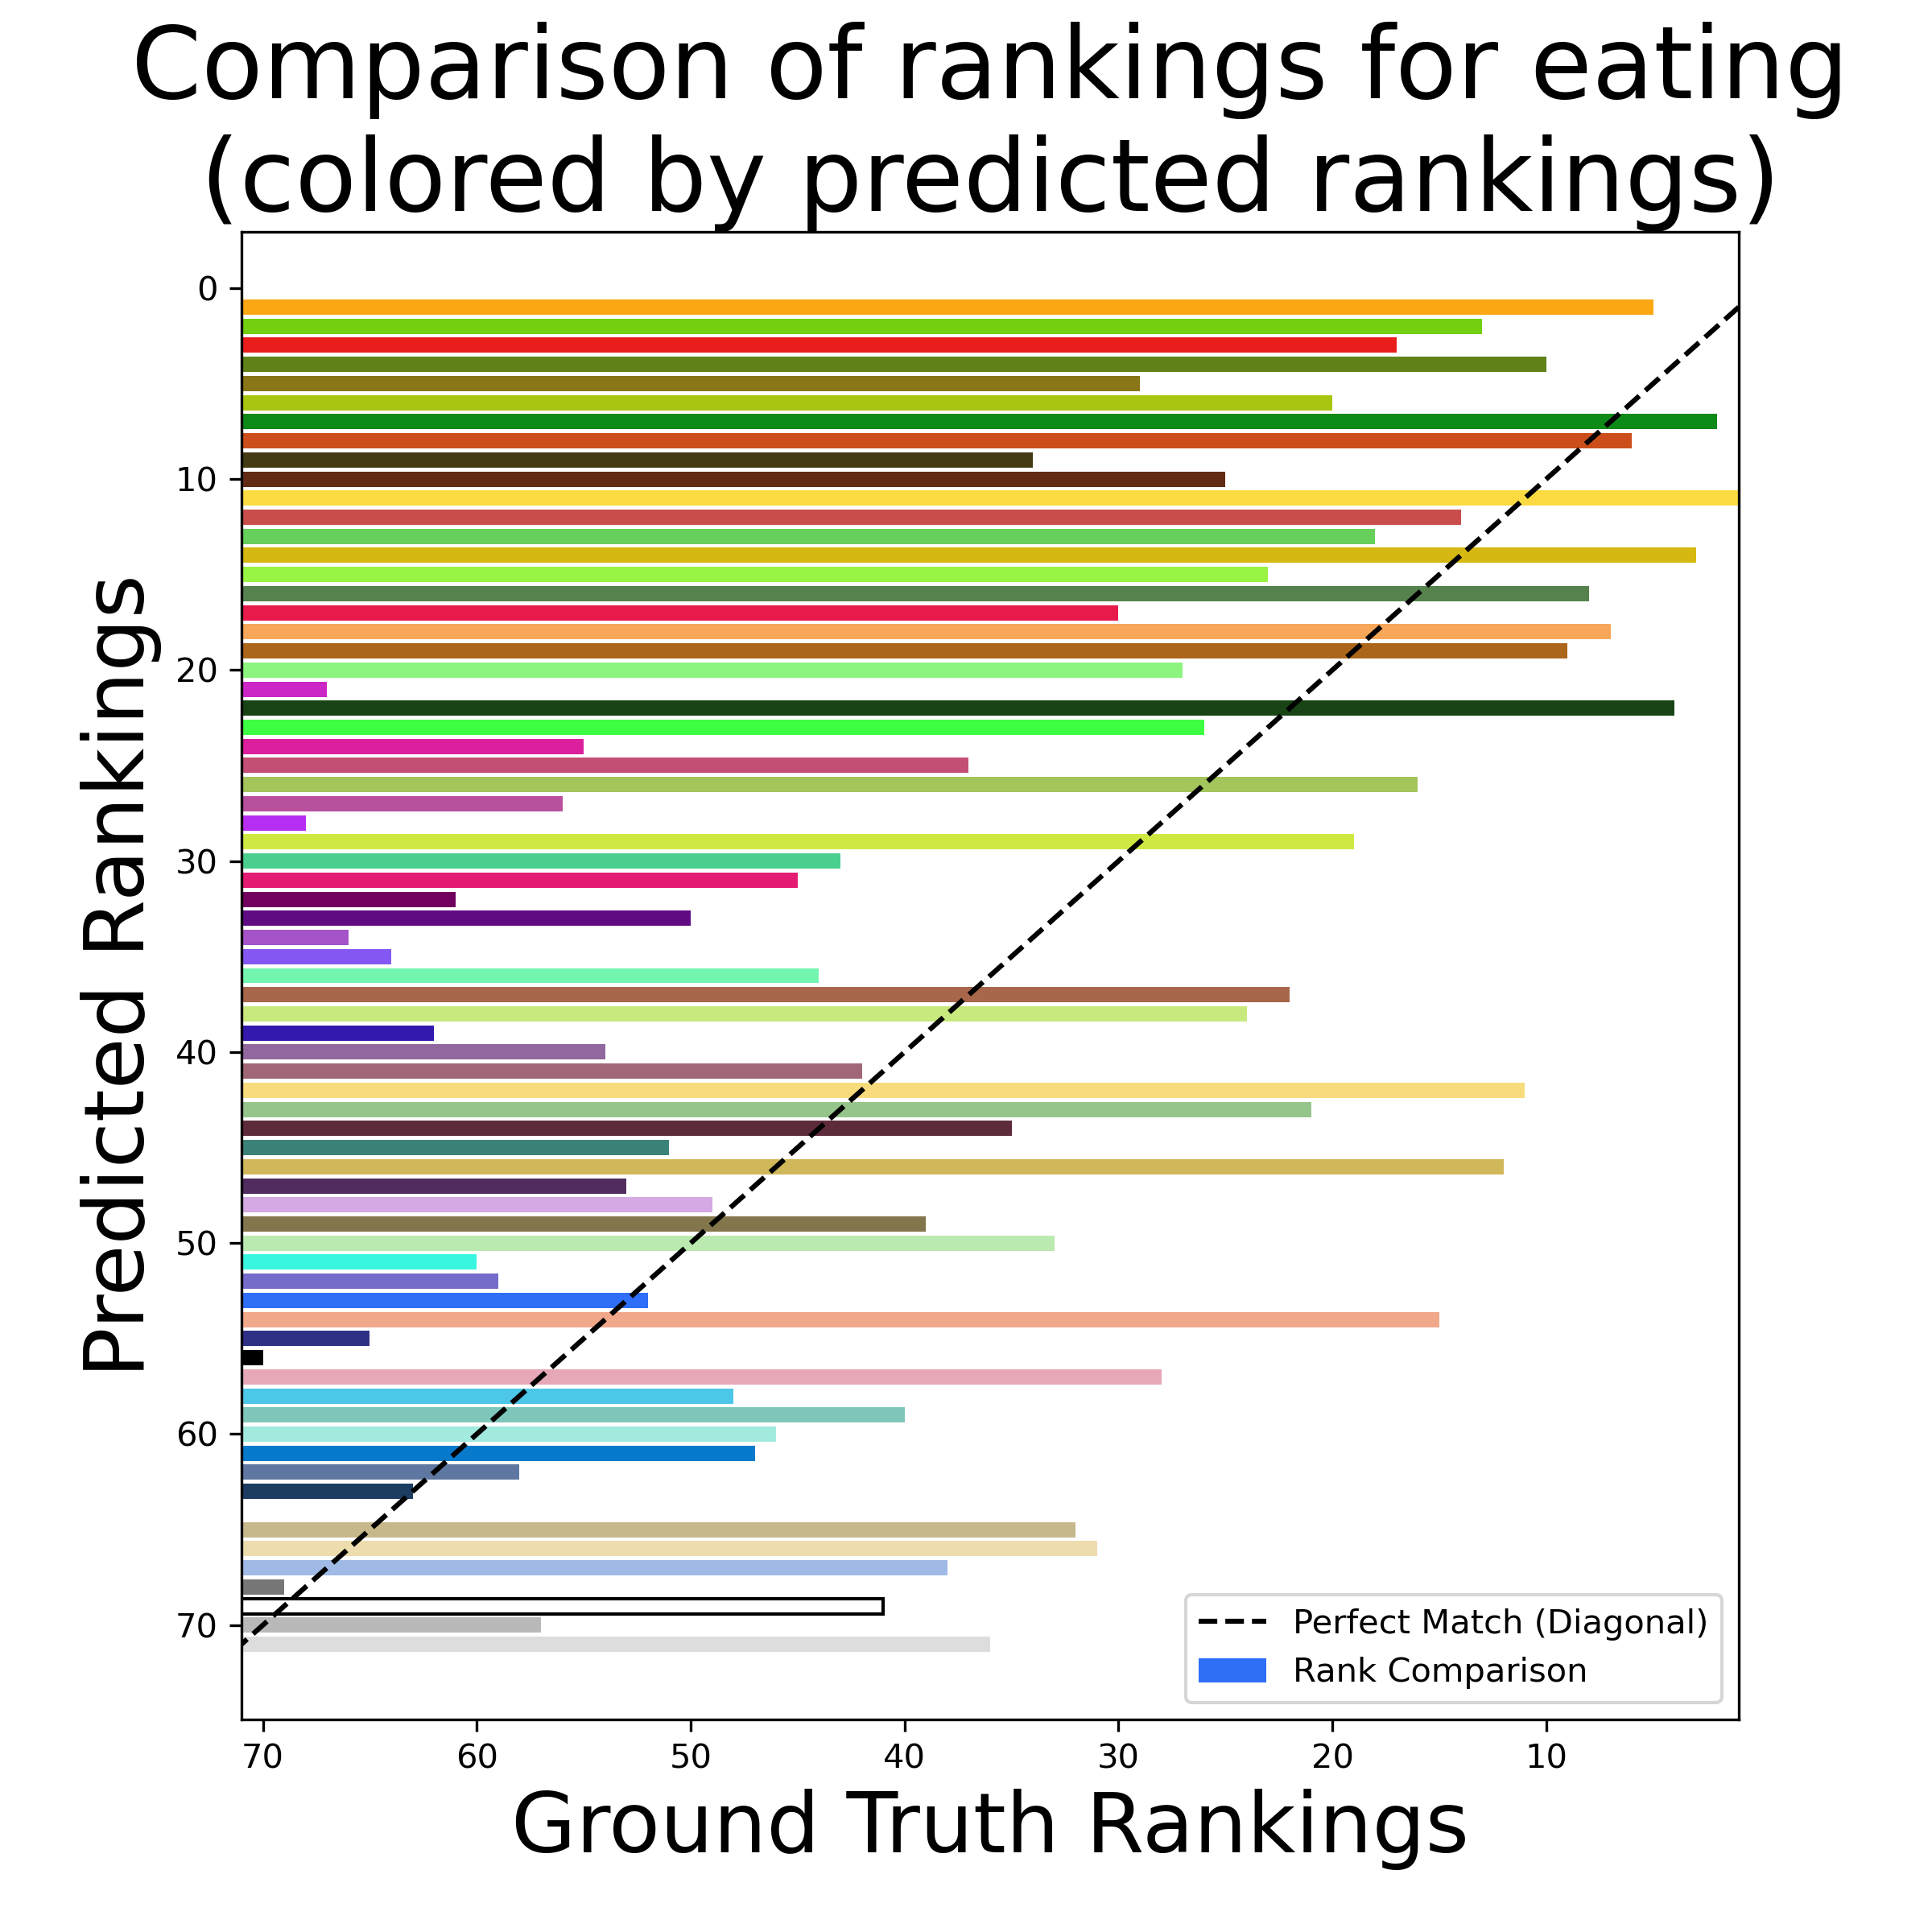 Comparison of rankings for eating
(colored by predicted rankings)
Predicted Rankings
0
10
20
30
40
50
60
70
Perfect Match (Diagonal)
Rank Comparison
70 60 50 40 30 20 10
Ground Truth Rankings